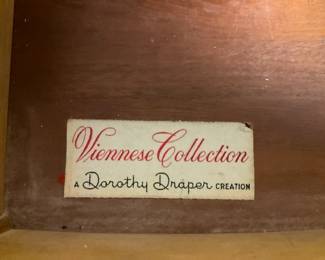 Viennese Collection
A Dorothy Draper CREATION